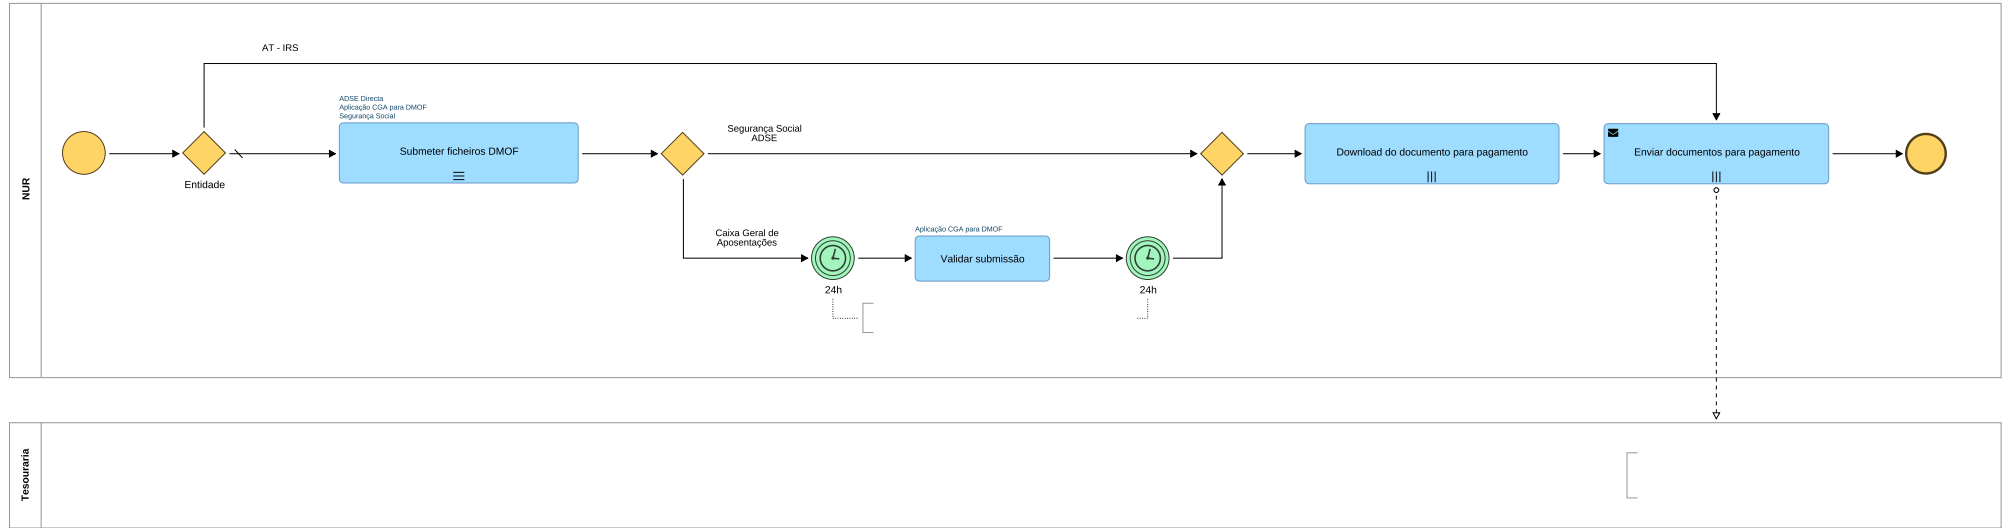 NUR
AT - IRS
Entidade
ADSE Directa
Aplicação CGA para DMOF
Segurança Social
Submeter ficheiros DMOF
Segurança Social
ADSE
Caixa Geral de
Aposentações
24h
Aplicação CGA para DMOF
Validar submissão
24h
Download do documento para pagamento
Enviar documentos para pagamento
Tesouraria